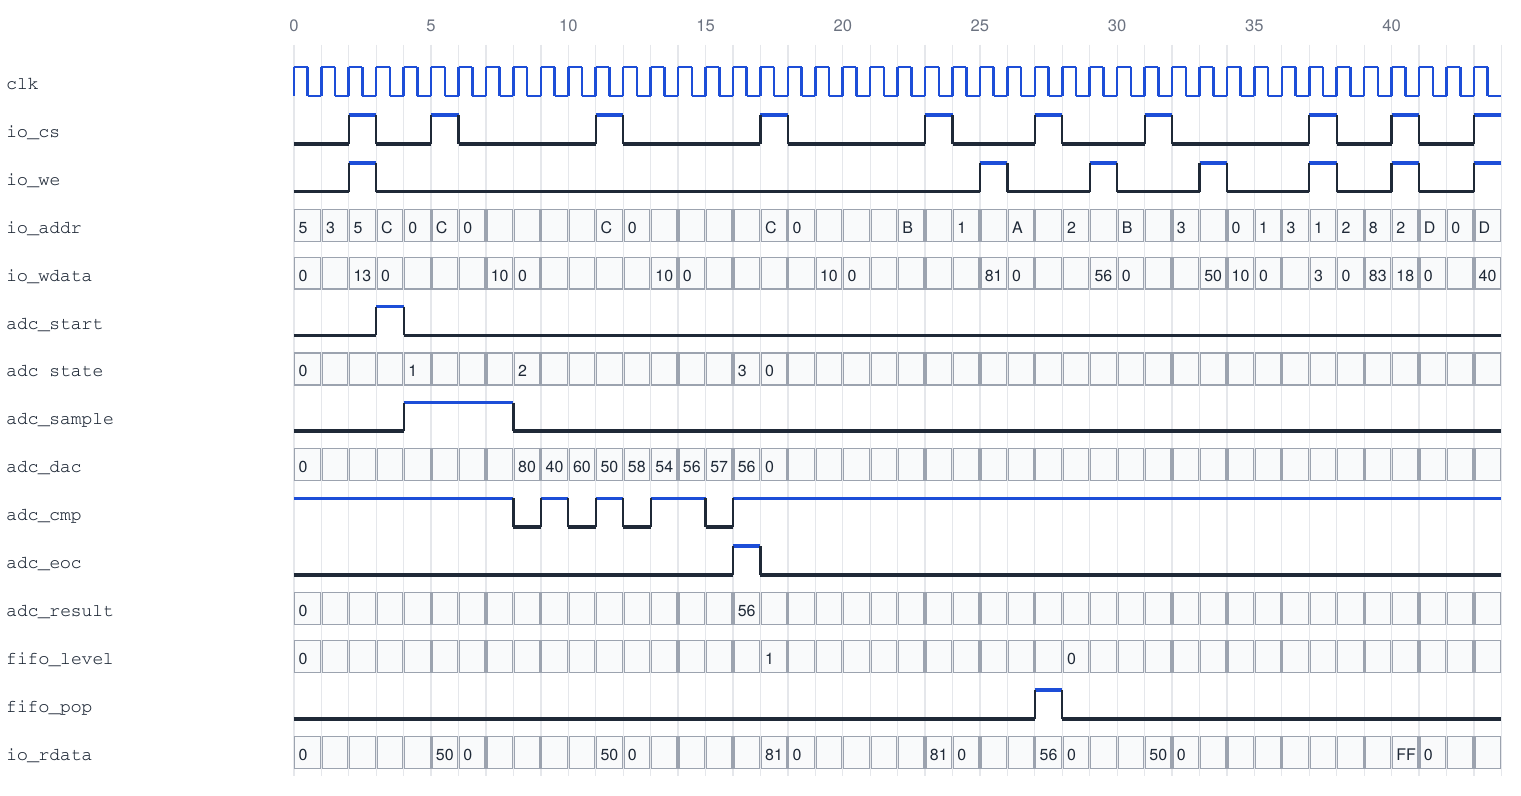 0 5 10 15 20 25 30 35 40
clk
io_cs
io_we
io_addr 5 3 5 C 0 C 0 C 0 C 0 B 1 A 2 B 3 0 1 3 1 2 8 2 D 0 D
io_wdata 0 13 0 10 0 10 0 10 0 81 0 56 0 50 10 0 3 0 83 18 0 40
adc_start
adc state 0 1 2 3 0
adc_sample
adc_dac 0 80 40 60 50 58 54 56 57 56 0
adc_cmp
adc_eoc
adc_result 0 56
fifo_level 0 1 0
fifo_pop
io_rdata 0 50 0 50 0 81 0 81 0 56 0 50 0 FF 0